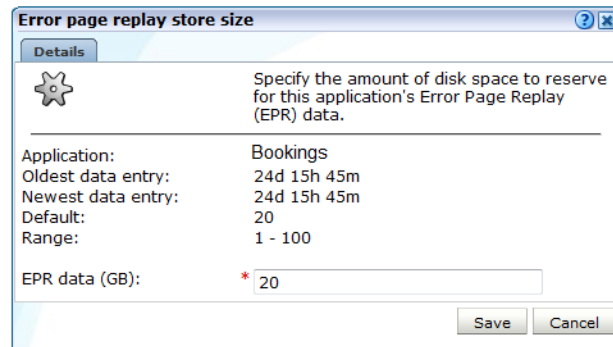 Error page replay store size
Details
Specify the amount of disk space to reserve
for this application's Error Page Replay
(EPR) data.
Application: Bookings
Oldest data entry: 24d 15h 45m
Newest data entry: 24d 15h 45m
Default: 20
Range: 1 - 100
EPR data (GB): * 20
Save Cancel